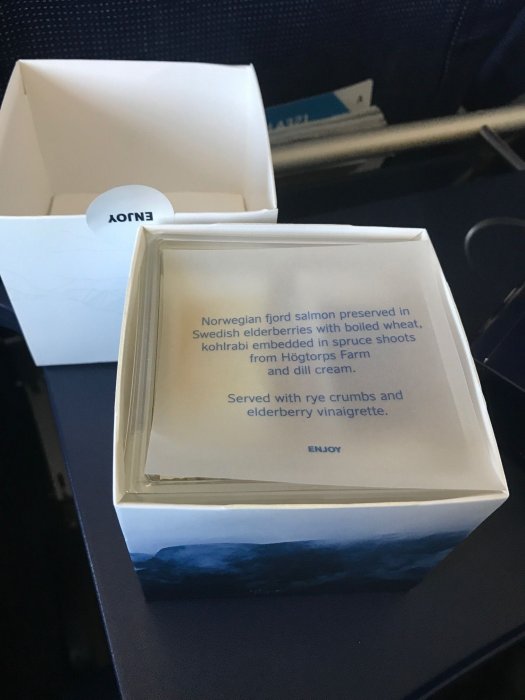 A321
A
ENJOY
Norwegian fjord salmon preserved in
Swedish elderberries with boiled wheat,
kohlrabi embedded in spruce shoots
from Högtorps Farm
and dill cream.
Served with rye crumbs and
elderberry vinaigrette.
ENJOY